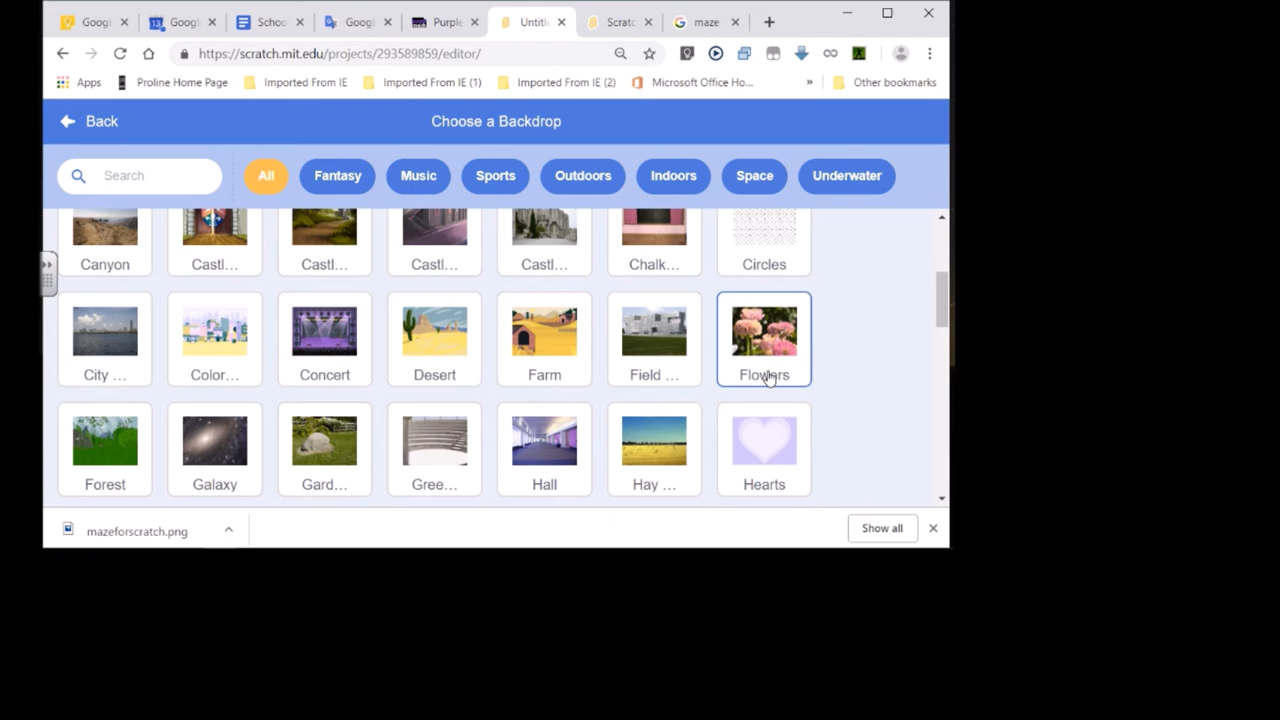 Googl
Google
Schoo
Googl
Purple
Untitl
Scratc
maze
https://scratch.mit.edu/projects/293589859/editor/
Apps
Proline Home Page
Imported From IE
Imported From IE (1)
Imported From IE (2)
Microsoft Office Ho...
»
Other bookmarks
Back
Choose a Backdrop
Search
All
Fantasy
Music
Sports
Outdoors
Indoors
Space
Underwater
Canyon
Castl...
Castl...
Castl...
Castl...
Chalk...
Circles
City ...
Color...
Concert
Desert
Farm
Field ...
Flowers
Forest
Galaxy
Gard...
Gree...
Hall
Hay ...
Hearts
mazeforscratch.png
Show all